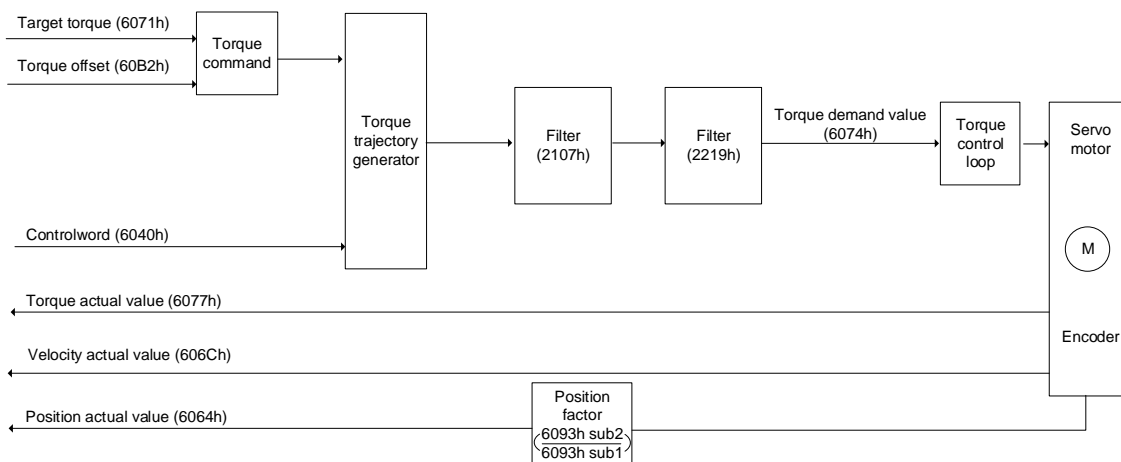 Target torque (6071h)
Torque offset (60B2h)
Torque
command
Torque
trajectory
generator
Filter
(2107h)
Filter
(2219h)
Torque demand value
(6074h)
Torque
control
loop
Servo
motor
M
Encoder
Controlword (6040h)
Torque actual value (6077h)
Velocity actual value (606Ch)
Position actual value (6064h)
Position
factor
6093h sub2
6093h sub1